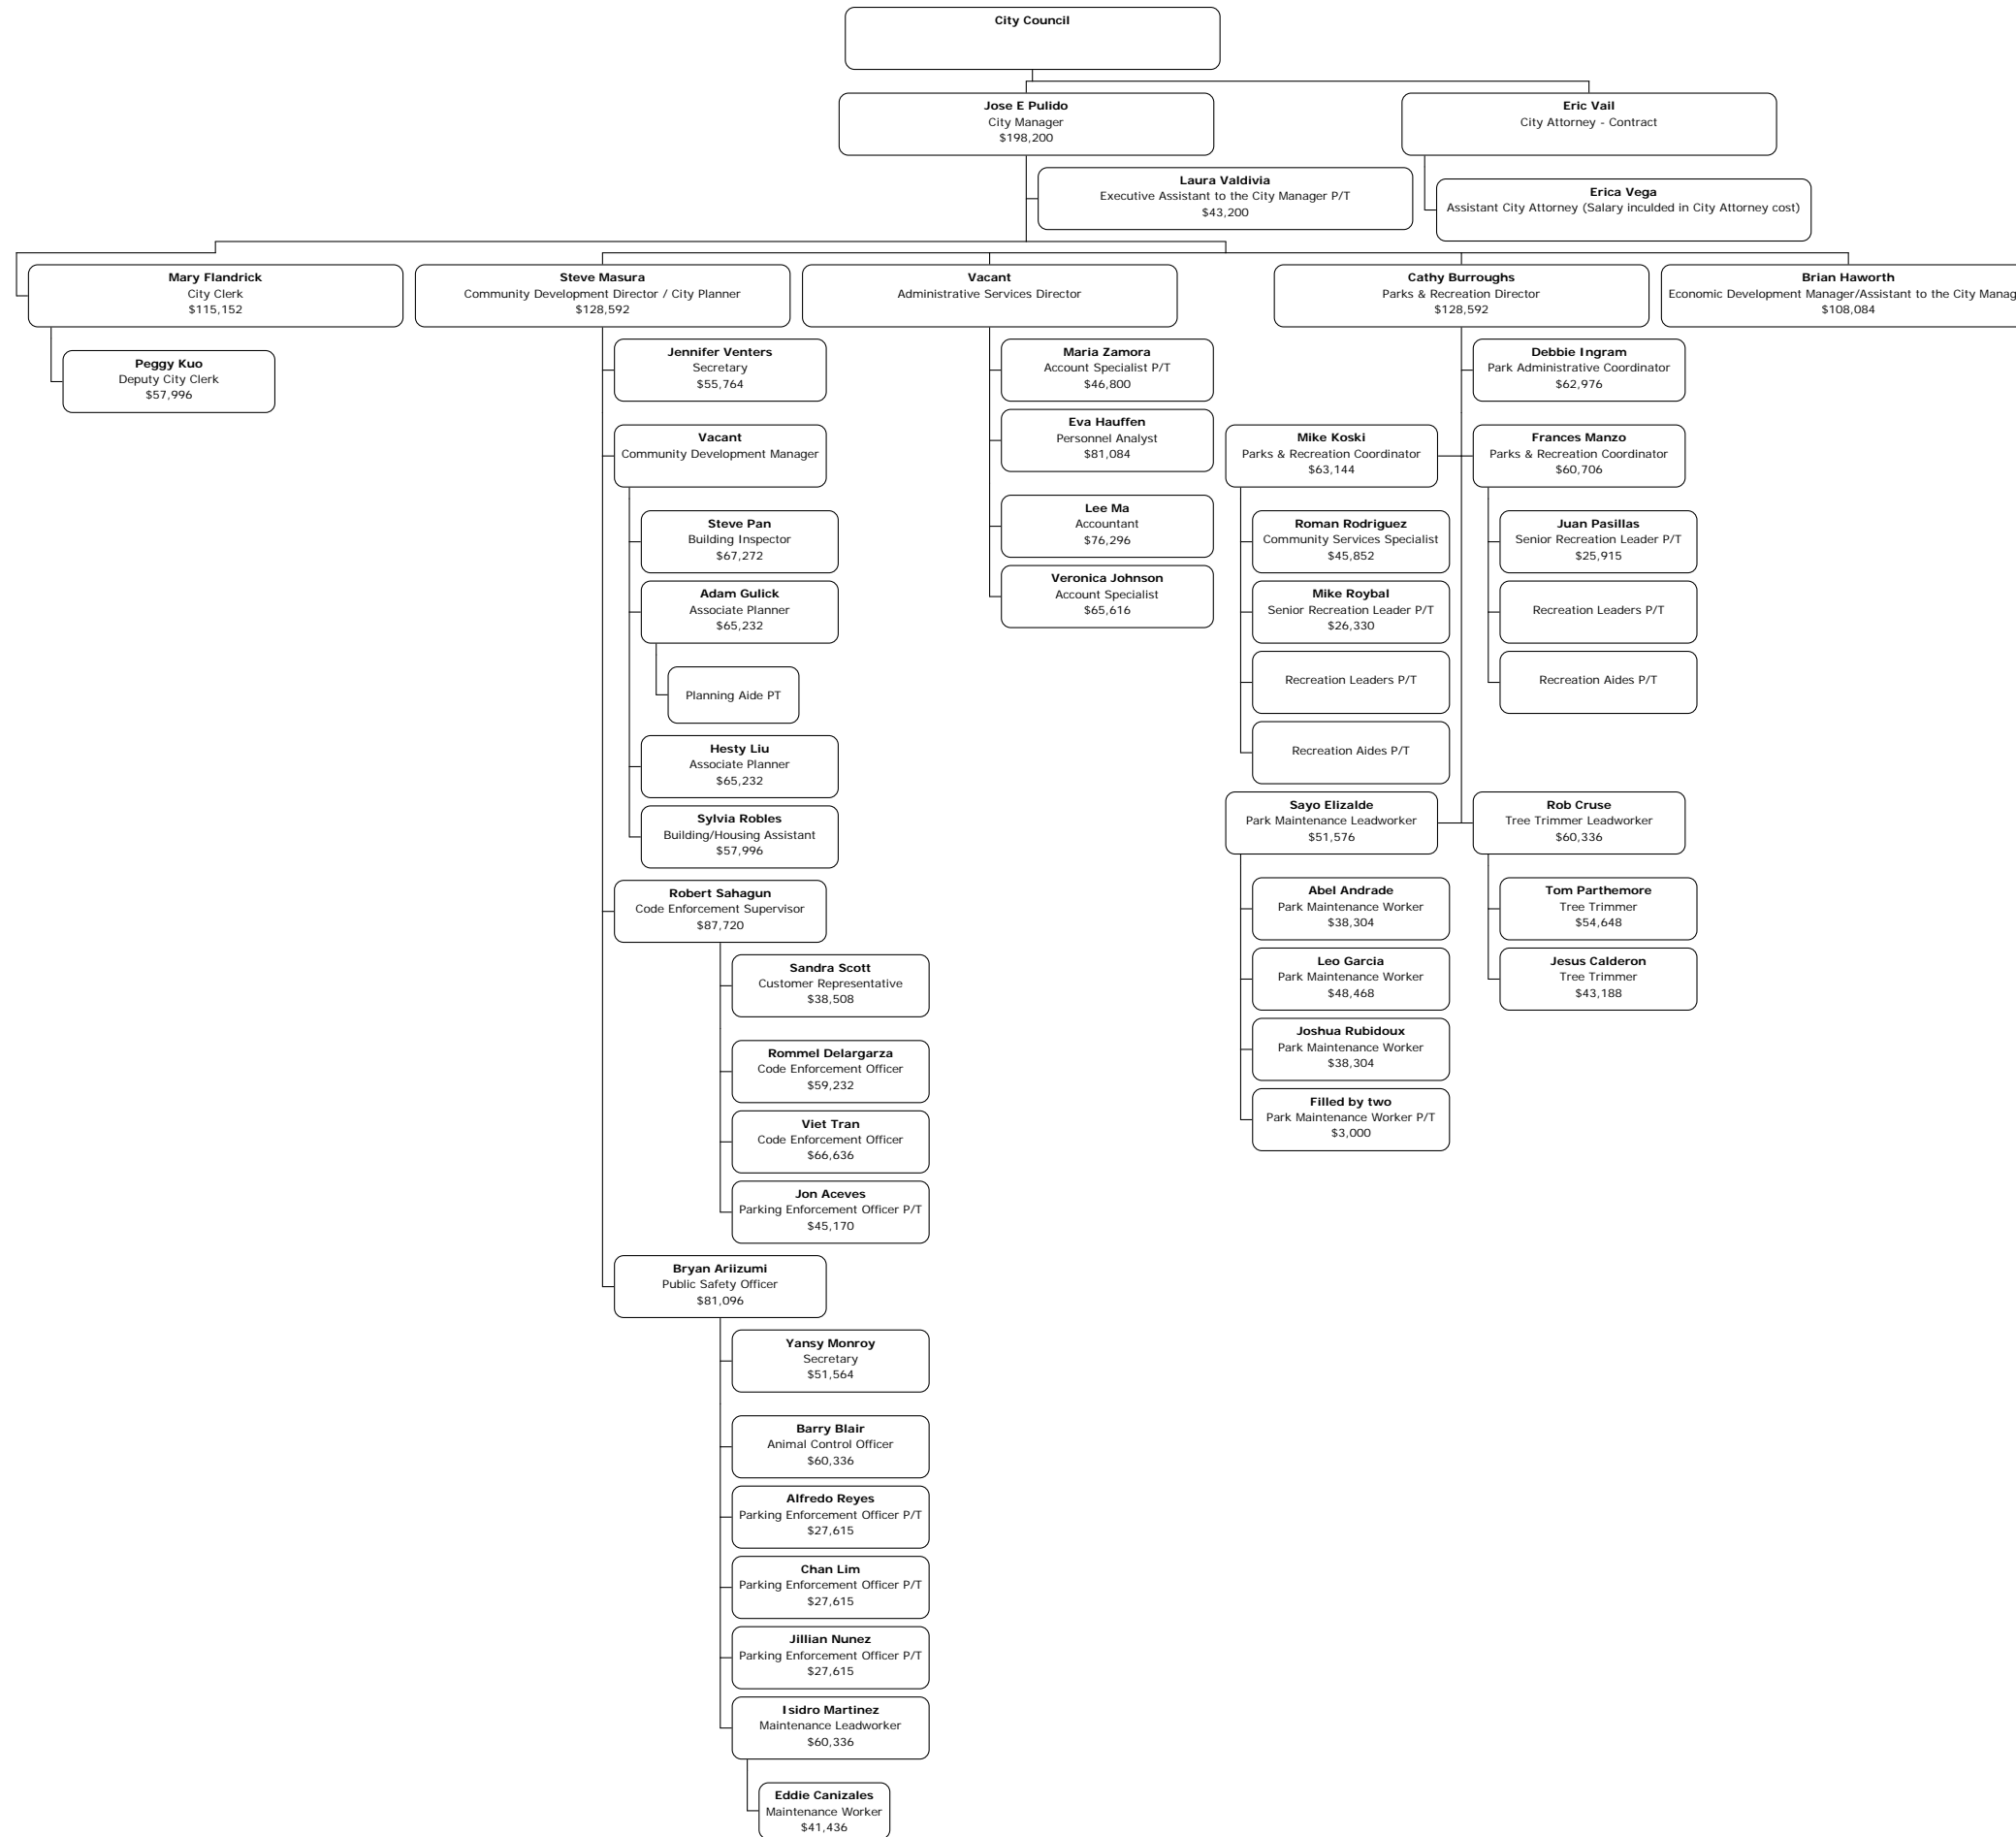 City Council
Jose E Pulido
City Manager
$198,200
Eric Vail
City Attorney - Contract
Laura Valdivia
Executive Assistant to the City Manager P/T
$43,200
Erica Vega
Assistant City Attorney (Salary inculded in City Attorney cost)
Mary Flandrick
City Clerk
$115,152
Steve Masura
Community Development Director / City Planner
$128,592
Vacant
Administrative Services Director
Cathy Burroughs
Parks & Recreation Director
$128,592
Brian Haworth
Economic Development Manager/Assistant to the City Manag
$108,084
Peggy Kuo
Deputy City Clerk
$57,996
Jennifer Venters
Secretary
$55,764
Vacant
Community Development Manager
Steve Pan
Building Inspector
$67,272
Adam Gulick
Associate Planner
$65,232
Planning Aide PT
Hesty Liu
Associate Planner
$65,232
Sylvia Robles
Building/Housing Assistant
$57,996
Robert Sahagun
Code Enforcement Supervisor
$87,720
Sandra Scott
Customer Representative
$38,508
Rommel Delargarza
Code Enforcement Officer
$59,232
Viet Tran
Code Enforcement Officer
$66,636
Jon Aceves
Parking Enforcement Officer P/T
$45,170
Bryan Ariizumi
Public Safety Officer
$81,096
Yansy Monroy
Secretary
$51,564
Barry Blair
Animal Control Officer
$60,336
Alfredo Reyes
Parking Enforcement Officer P/T
$27,615
Chan Lim
Parking Enforcement Officer P/T
$27,615
Jillian Nunez
Parking Enforcement Officer P/T
$27,615
Isidro Martinez
Maintenance Leadworker
$60,336
Eddie Canizales
Maintenance Worker
$41,436
Maria Zamora
Account Specialist P/T
$46,800
Eva Hauffen
Personnel Analyst
$81,084
Lee Ma
Accountant
$76,296
Veronica Johnson
Account Specialist
$65,616
Debbie Ingram
Park Administrative Coordinator
$62,976
Mike Koski
Parks & Recreation Coordinator
$63,144
Roman Rodriguez
Community Services Specialist
$45,852
Mike Roybal
Senior Recreation Leader P/T
$26,330
Recreation Leaders P/T
Recreation Aides P/T
Frances Manzo
Parks & Recreation Coordinator
$60,706
Juan Pasillas
Senior Recreation Leader P/T
$25,915
Recreation Leaders P/T
Recreation Aides P/T
Sayo Elizalde
Park Maintenance Leadworker
$51,576
Abel Andrade
Park Maintenance Worker
$38,304
Leo Garcia
Park Maintenance Worker
$48,468
Joshua Rubidoux
Park Maintenance Worker
$38,304
Filled by two
Park Maintenance Worker P/T
$3,000
Rob Cruse
Tree Trimmer Leadworker
$60,336
Tom Parthemore
Tree Trimmer
$54,648
Jesus Calderon
Tree Trimmer
$43,188